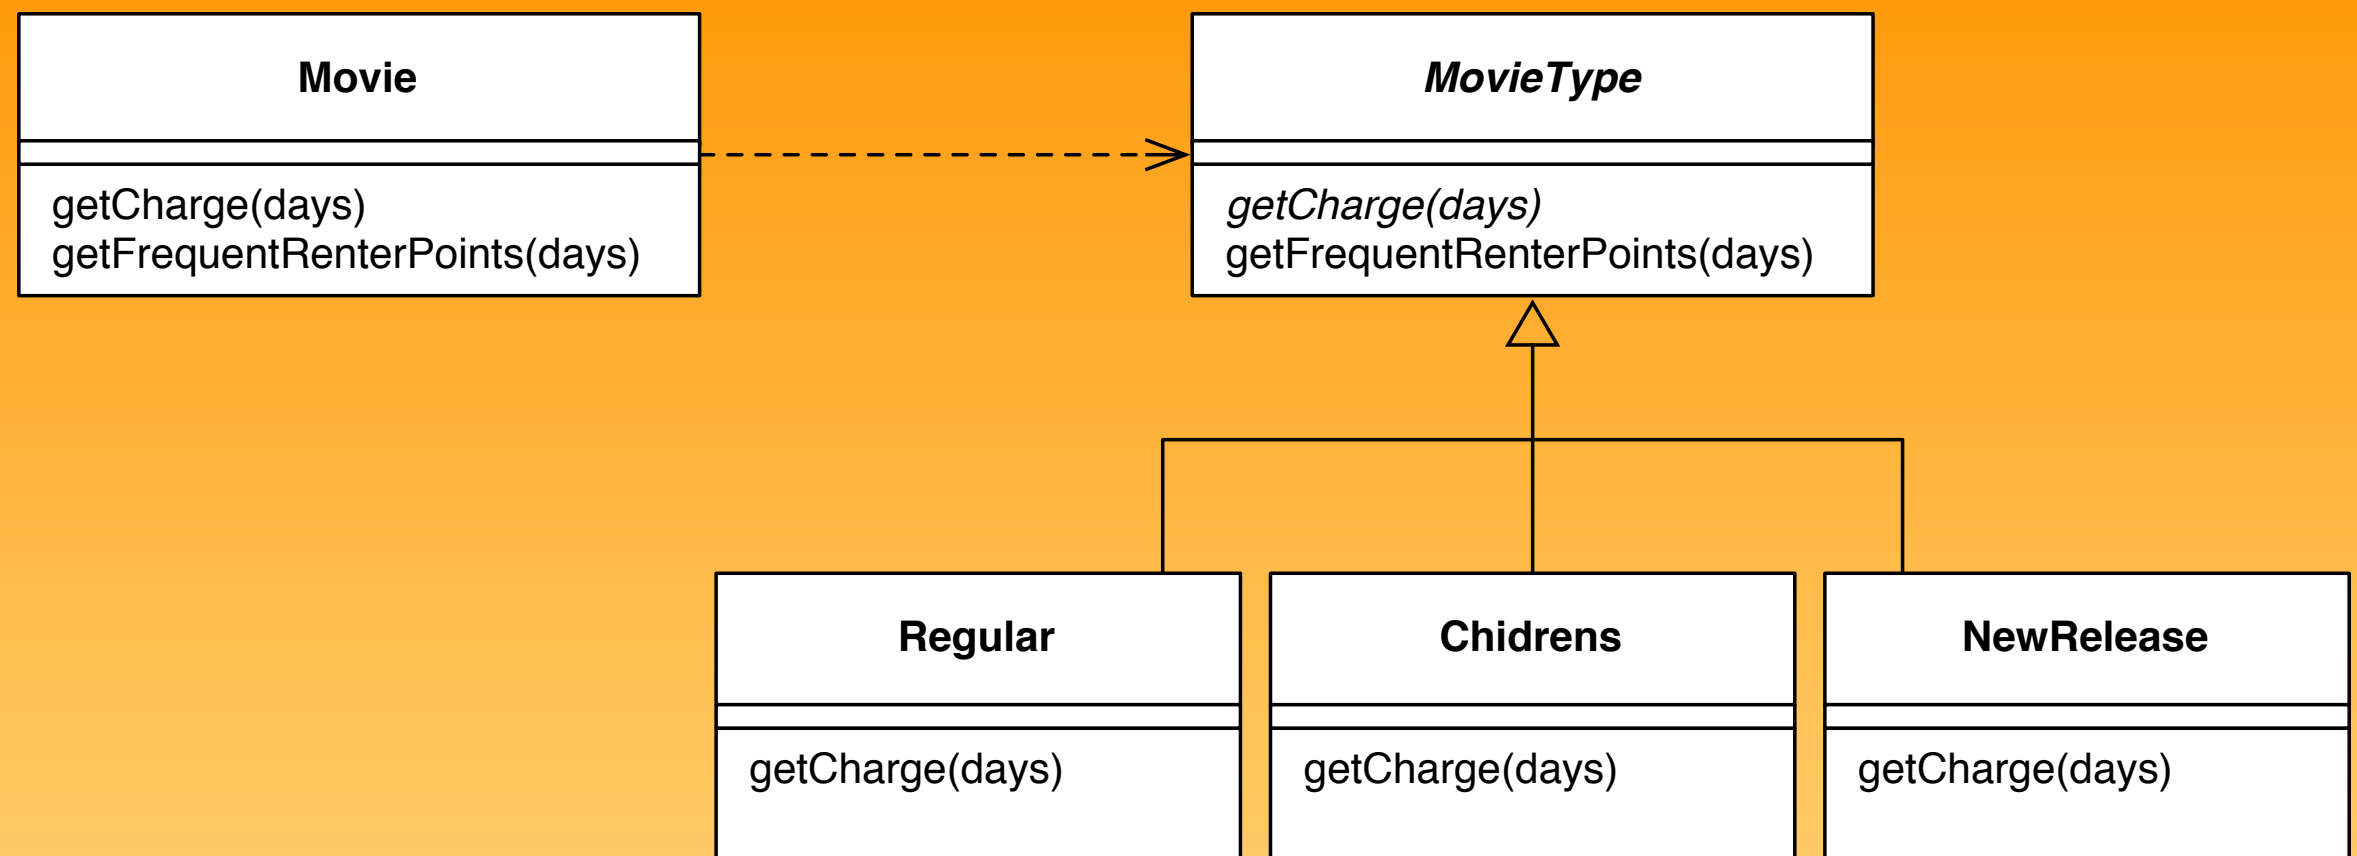 Movie
getCharge(days)
getFrequentRenterPoints(days)
MovieType
getCharge(days)
getFrequentRenterPoints(days)
Regular
getCharge(days)
Chidrens
getCharge(days)
NewRelease
getCharge(days)